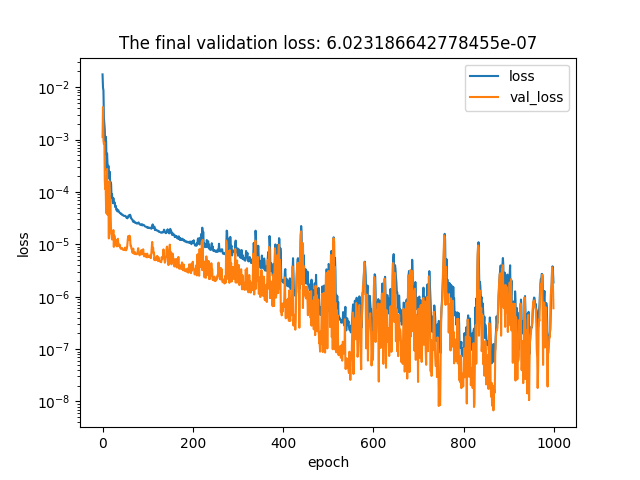 The final validation loss: 6.023186642778455e-07
loss
val_loss
10⁻²
10⁻³
10⁻⁴
10⁻⁵
10⁻⁶
10⁻⁷
10⁻⁸
loss
0 200 400 600 800 1000
epoch